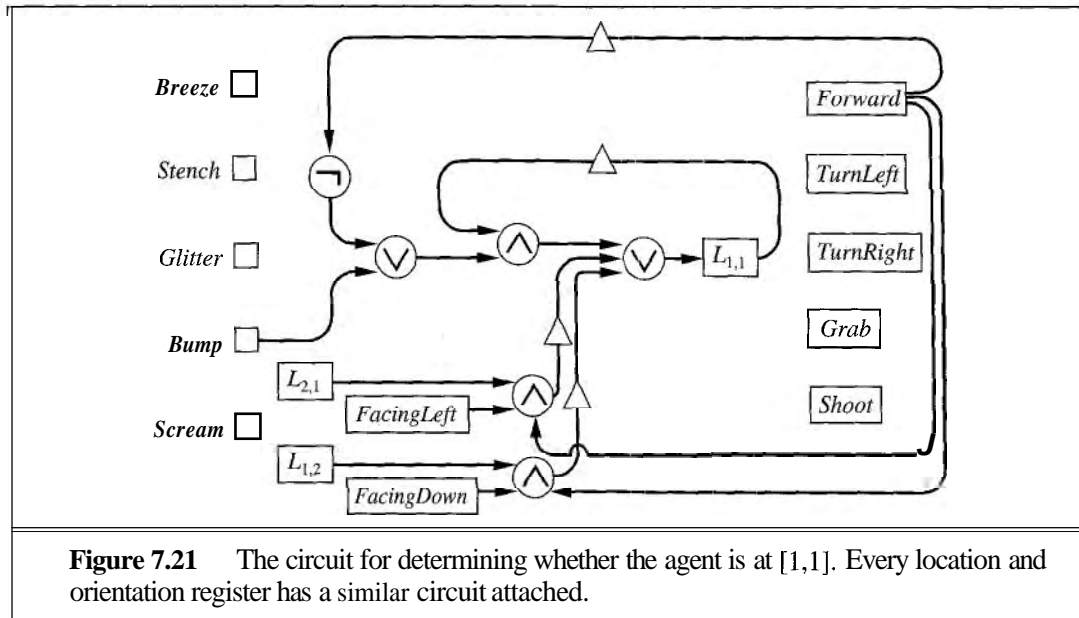 Breeze
Forward
Stench
¬
TurnLeft
Glitter
∨
∧
∨
L1,1
TurnRight
Bump
Grab
L2,1
∧
FacingLeft
Shoot
Scream
L1,2
∧
FacingDown
Figure 7.21 The circuit for determining whether the agent is at [1,1]. Every location and
orientation register has a similar circuit attached.